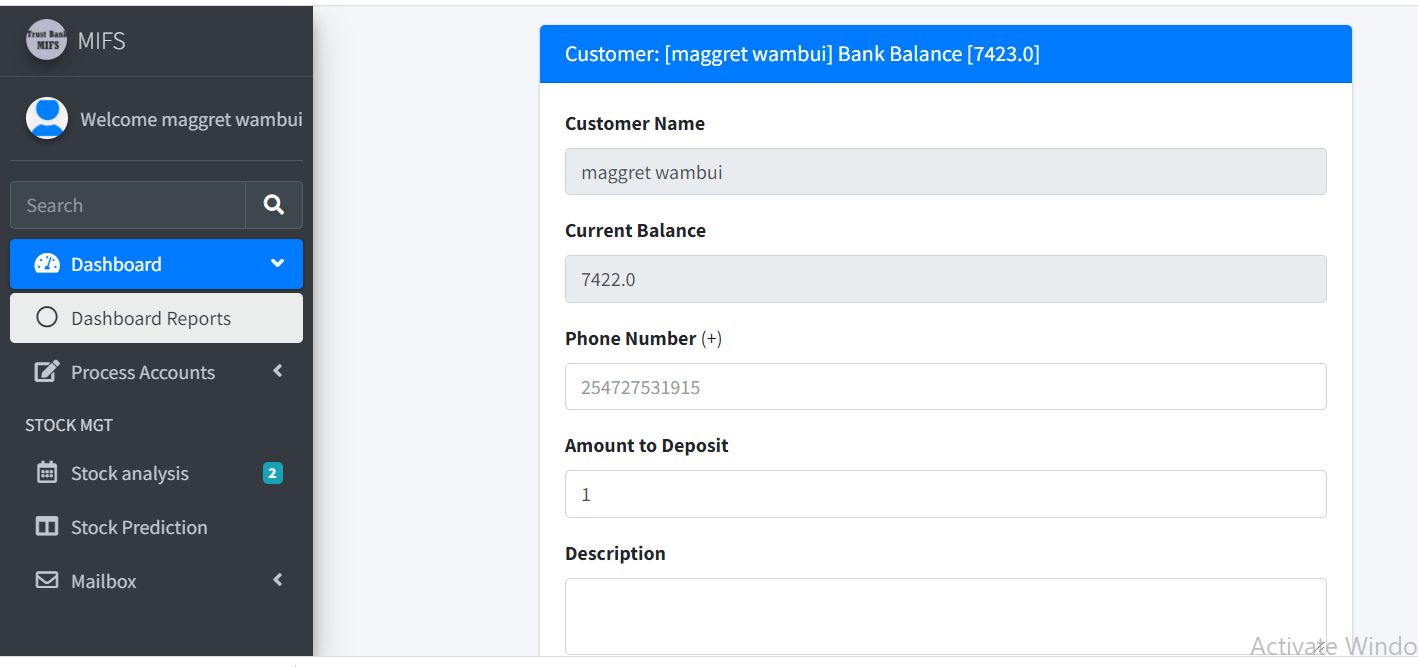 Trust Bank
MIFS
MIFS
Welcome maggret wambui
Search
Dashboard
Dashboard Reports
Process Accounts
STOCK MGT
Stock analysis 2
Stock Prediction
Mailbox
Customer: [maggret wambui] Bank Balance [7423.0]
Customer Name
maggret wambui
Current Balance
7422.0
Phone Number (+)
254727531915
Amount to Deposit
1
Description
Activate Windo